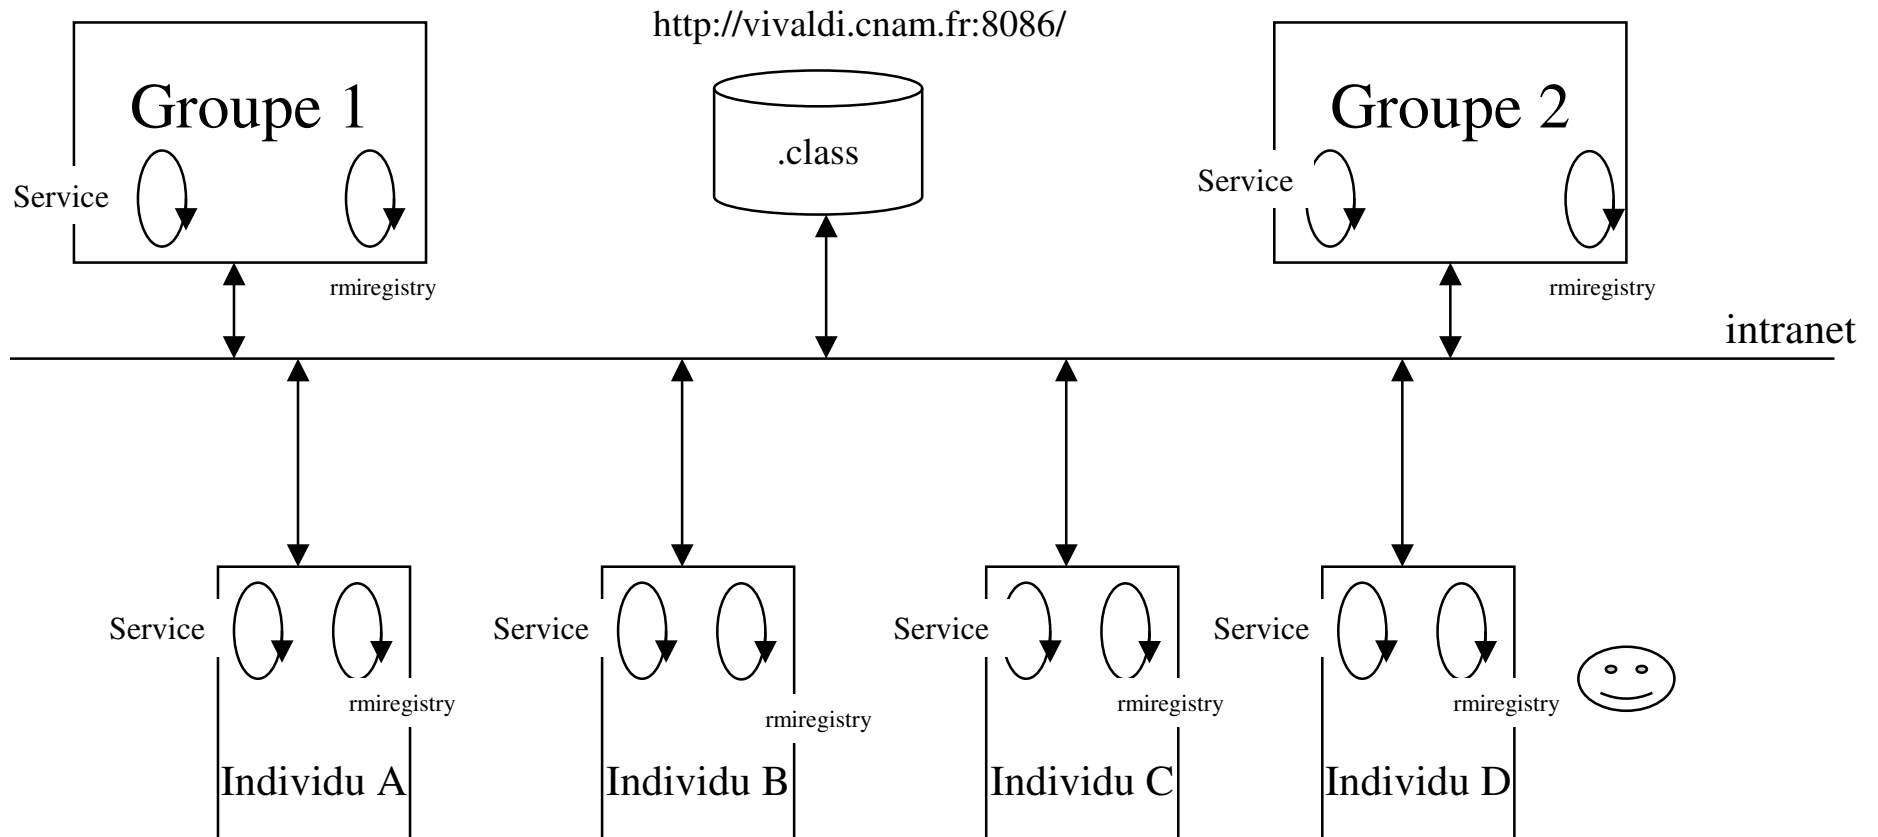 http://vivaldi.cnam.fr:8086/
Groupe 1
.class
Groupe 2
Service
Service
rmiregistry
rmiregistry
intranet
Service
Service
Service
Service
rmiregistry
rmiregistry
rmiregistry
rmiregistry
Individu A
Individu B
Individu C
Individu D